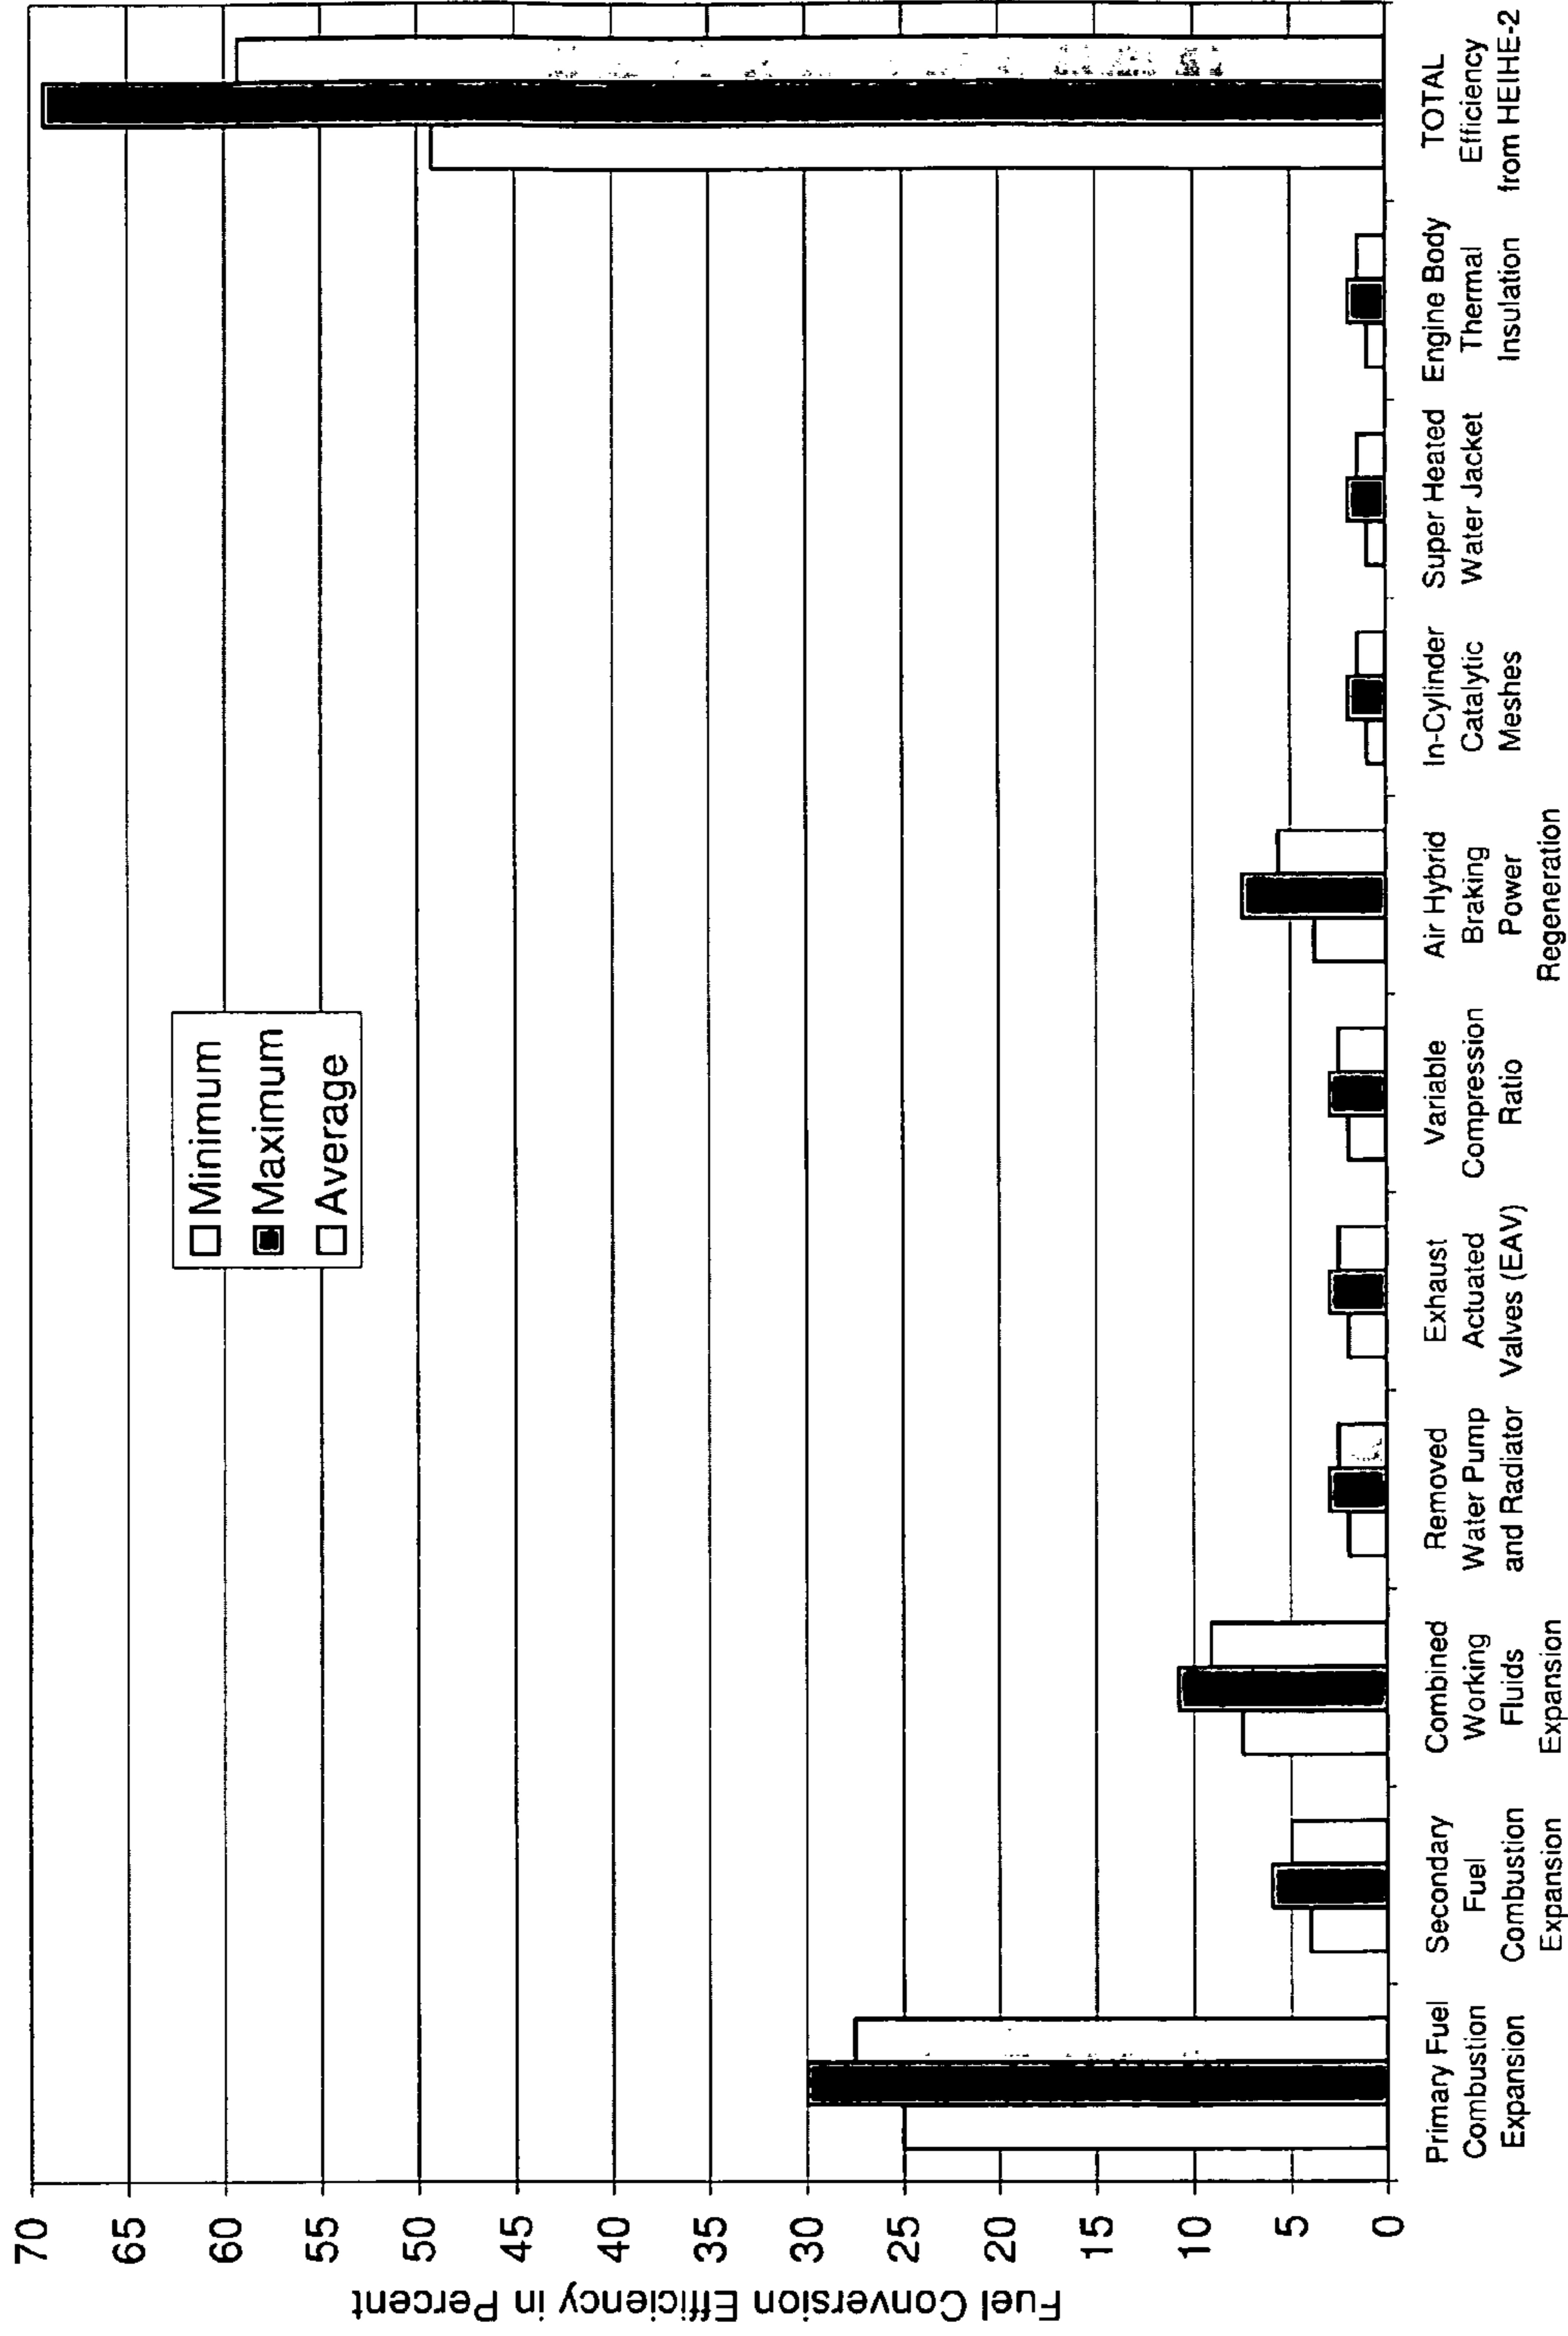 Fuel Conversion Efficiency in Percent
70
65
60
55
50
45
40
35
30
25
20
15
10
5
0
Minimum
Maximum
Average
Primary Fuel
Combustion
Expansion
Secondary
Fuel
Combustion
Expansion
Combined
Working
Fluids
Expansion
Removed
Water Pump
and Radiator
Exhaust
Actuated
Valves (EAV)
Variable
Compression
Ratio
Air Hybrid
Braking
Power
Regeneration
In-Cylinder
Catalytic
Meshes
Super Heated
Water Jacket
Engine Body
Thermal
Insulation
TOTAL
Efficiency
from HEIHE-2